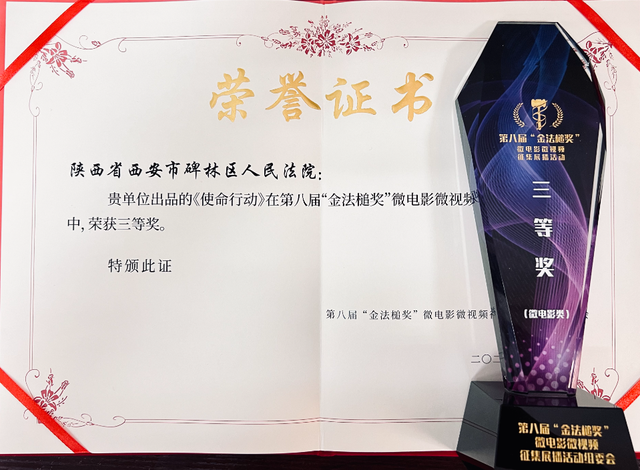 荣誉证书
陕西省西安市碑林区人民法院：
贵单位出品的《使命行动》在第八届“金法槌奖”微电影微视频
中，荣获三等奖。
特颁此证
第八届“金法槌奖”微电影微视频
二〇二
第八届“金法槌奖”
微电影微视频
征集展播活动
三等奖
（微电影类）
第八届“金法槌奖”
微电影微视频
征集展播活动组委会